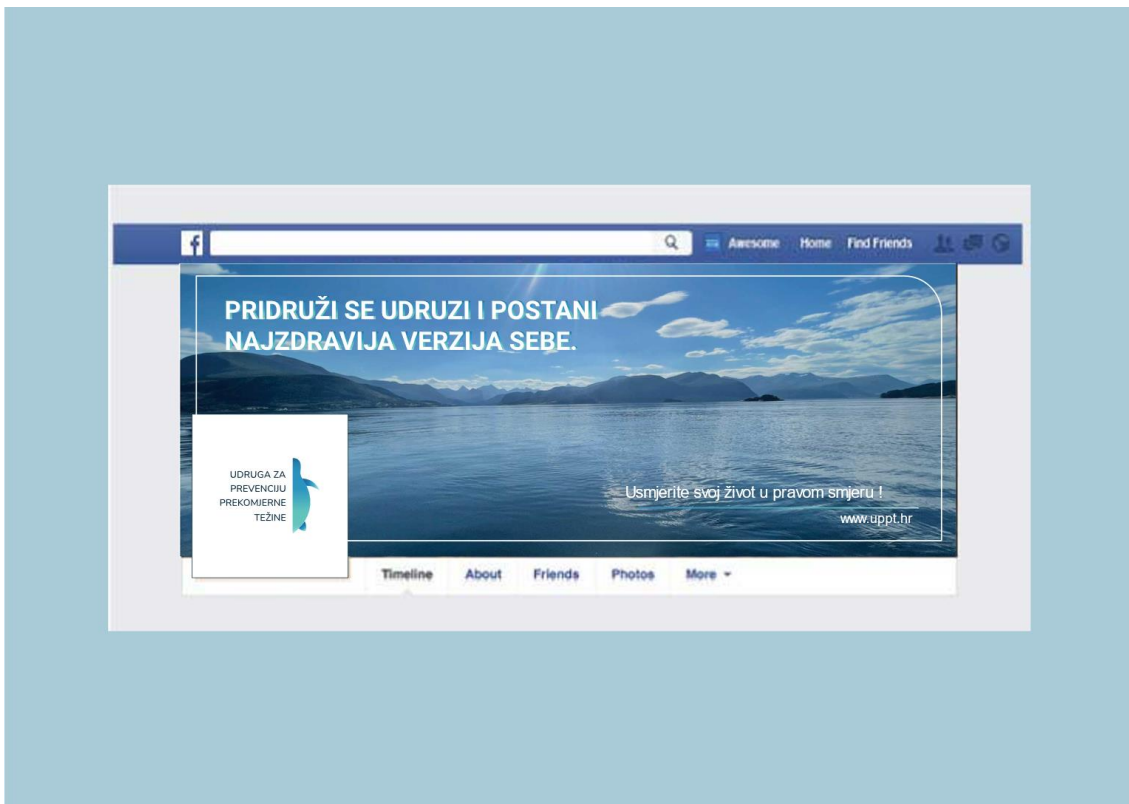 f
Awesome Home Find Friends
PRIDRUŽI SE UDRUZI I POSTANI
NAJZDRAVIJA VERZIJA SEBE.
UDRUGA ZA
PREVENCIJU
PREKOMJERNE
TEŽINE
Usmjerite svoj život u pravom smjeru !
www.uppt.hr
Timeline About Friends Photos More